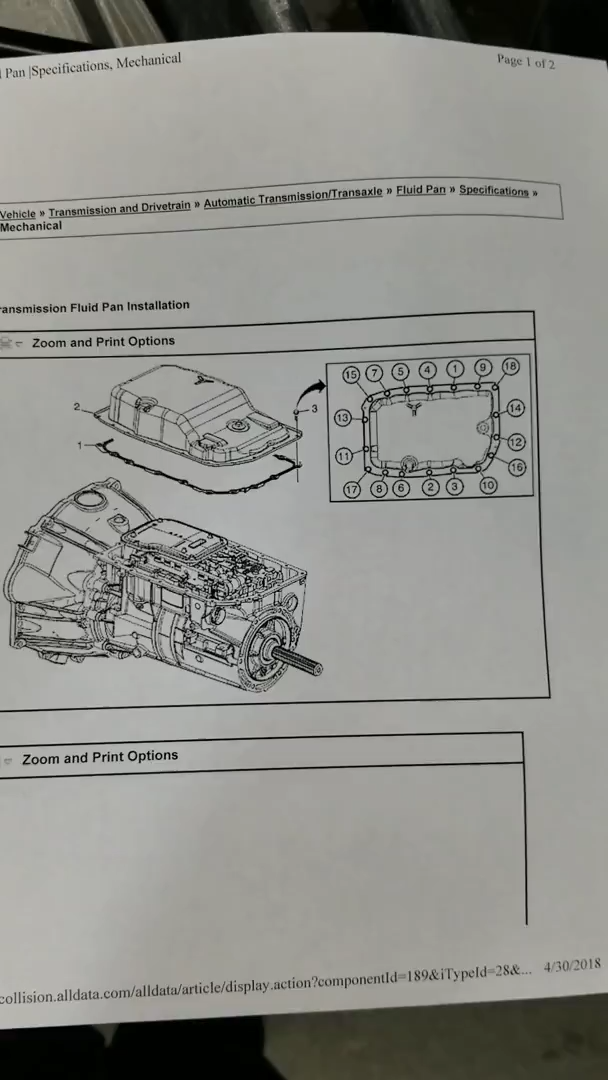 Pan |Specifications, Mechanical
Page 1 of 2
Vehicle » Transmission and Drivetrain » Automatic Transmission/Transaxle » Fluid Pan » Specifications »
Mechanical
ansmission Fluid Pan Installation
Zoom and Print Options
15 7 5 4 1 9 18
2
3
13
14
1
11
12
16
17 8 6 2 3 10
Zoom and Print Options
collision.alldata.com/alldata/article/display.action?componentId=189&iTypeId=28&... 4/30/2018